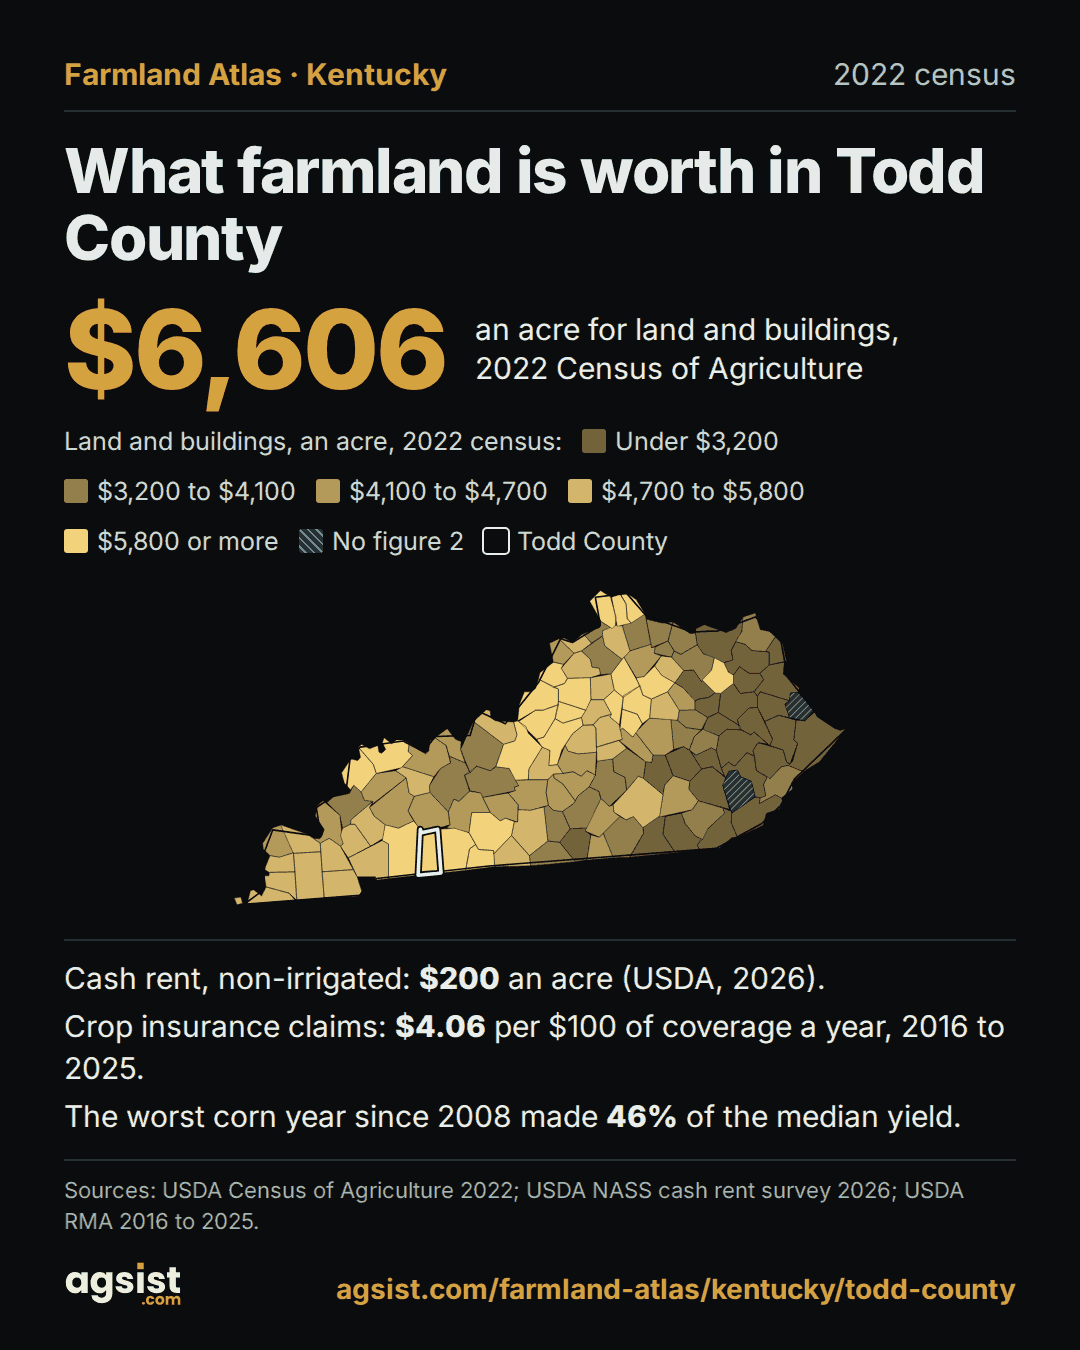 Farmland Atlas · Kentucky
2022 census
What farmland is worth in Todd
County
$6,606
an acre for land and buildings,
2022 Census of Agriculture
Land and buildings, an acre, 2022 census: Under $3,200
$3,200 to $4,100 $4,100 to $4,700 $4,700 to $5,800
$5,800 or more No figure 2 Todd County
Cash rent, non-irrigated: $200 an acre (USDA, 2026).
Crop insurance claims: $4.06 per $100 of coverage a year, 2016 to
2025.
The worst corn year since 2008 made 46% of the median yield.
Sources: USDA Census of Agriculture 2022; USDA NASS cash rent survey 2026; USDA
RMA 2016 to 2025.
agsist
.com
agsist.com/farmland-atlas/kentucky/todd-county